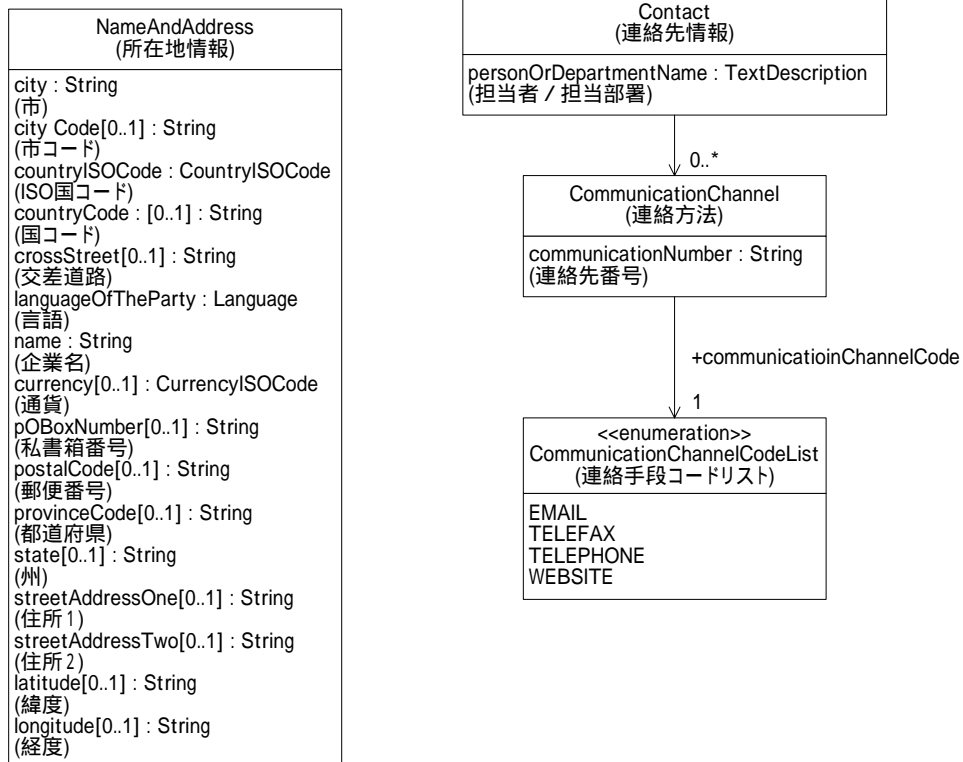 NameAndAddress
(所在地情報)
city : String
(市)
city Code[0..1] : String
(市コード)
countryISOCode : CountryISOCode
(ISO国コード)
countryCode : [0..1] : String
(国コード)
crossStreet[0..1] : String
(交差道路)
languageOfTheParty : Language
(言語)
name : String
(企業名)
currency[0..1] : CurrencyISOCode
(通貨)
pOBoxNumber[0..1] : String
(私書箱番号)
postalCode[0..1] : String
(郵便番号)
provinceCode[0..1] : String
(都道府県)
state[0..1] : String
(州)
streetAddressOne[0..1] : String
(住所1)
streetAddressTwo[0..1] : String
(住所2)
latitude[0..1] : String
(緯度)
longitude[0..1] : String
(経度)
Contact
(連絡先情報)
personOrDepartmentName : TextDescription
(担当者／担当部署)
0..*
CommunicationChannel
(連絡方法)
communicationNumber : String
(連絡先番号)
+communicatioinChannelCode
1
<<enumeration>>
CommunicationChannelCodeList
(連絡手段コードリスト)
EMAIL
TELEFAX
TELEPHONE
WEBSITE